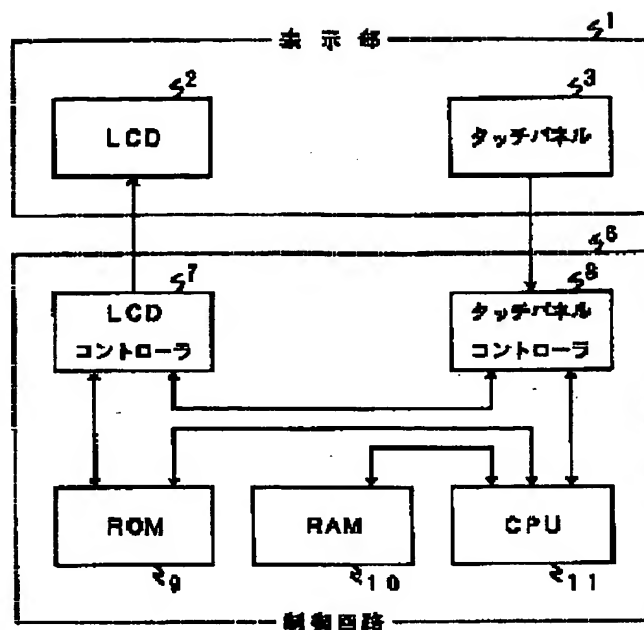 表示部
1
2
3
LCD
タッチパネル
6
7
8
LCD
コントローラ
タッチパネル
コントローラ
ROM
RAM
CPU
9
10
11
制御回路